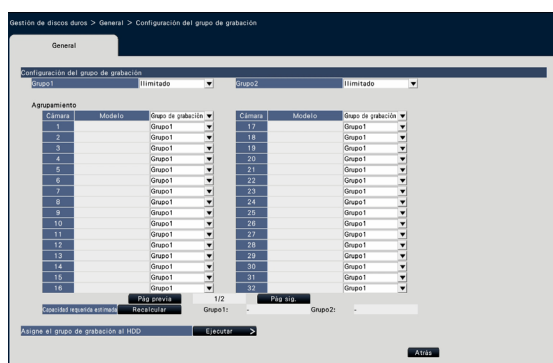 Gestión de discos duros > General > Configuración del grupo de grabación
General
Configuración del grupo de grabación
Grupo1 Ilimitado Grupo2 Ilimitado
Agrupamiento
Cámara Modelo Grupo de grabación Cámara Modelo Grupo de grabación
1 Grupo1 17 Grupo1
2 Grupo1 18 Grupo1
3 Grupo1 19 Grupo1
4 Grupo1 20 Grupo1
5 Grupo1 21 Grupo1
6 Grupo1 22 Grupo1
7 Grupo1 23 Grupo1
8 Grupo1 24 Grupo1
9 Grupo1 25 Grupo1
10 Grupo1 26 Grupo1
11 Grupo1 27 Grupo1
12 Grupo1 28 Grupo1
13 Grupo1 29 Grupo1
14 Grupo1 30 Grupo1
15 Grupo1 31 Grupo1
16 Grupo1 32 Grupo1
Pág previa 1/2 Pág sig.
Capacidad requerida estimada Recalcular Grupo1: - Grupo2: -
Asigne el grupo de grabación al HDD Ejecutar >
Atrás